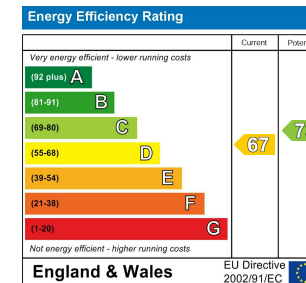 Energy Efficiency Rating
Current
Very energy efficient - lower running costs
(92 plus) A
(81-91) B
(69-80) C
(55-68) D
(39-54) E
(21-38) F
(1-20) G
67
Not energy efficient - higher running costs
England & Wales
EU Directive
2002/91/EC